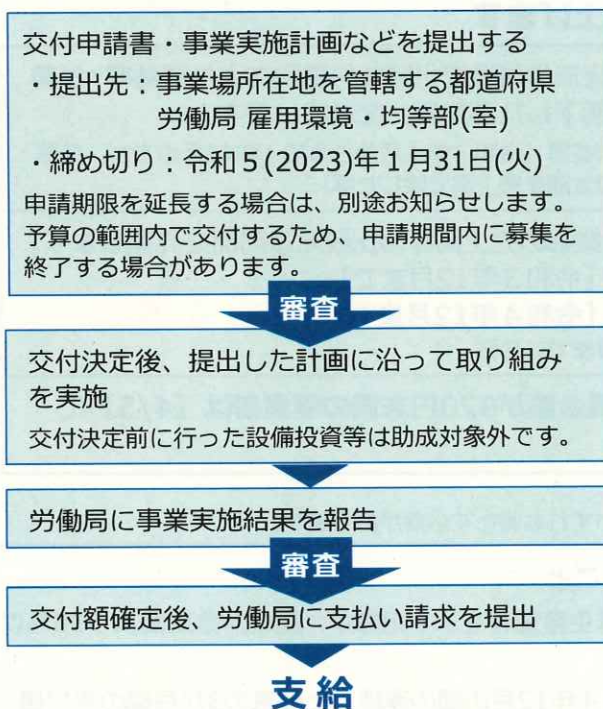 交付申請書・事業実施計画などを提出する
・提出先：事業場所在地を管轄する都道府県
労働局 雇用環境・均等部(室)
・締め切り：令和５(2023)年１月31日(火)
申請期限を延長する場合は、別途お知らせします。
予算の範囲内で交付するため、申請期間内に募集を
終了する場合があります。
審査
交付決定後、提出した計画に沿って取り組み
を実施
交付決定前に行った設備投資等は助成対象外です。
労働局に事業実施結果を報告
審査
交付額確定後、労働局に支払い請求を提出
支給